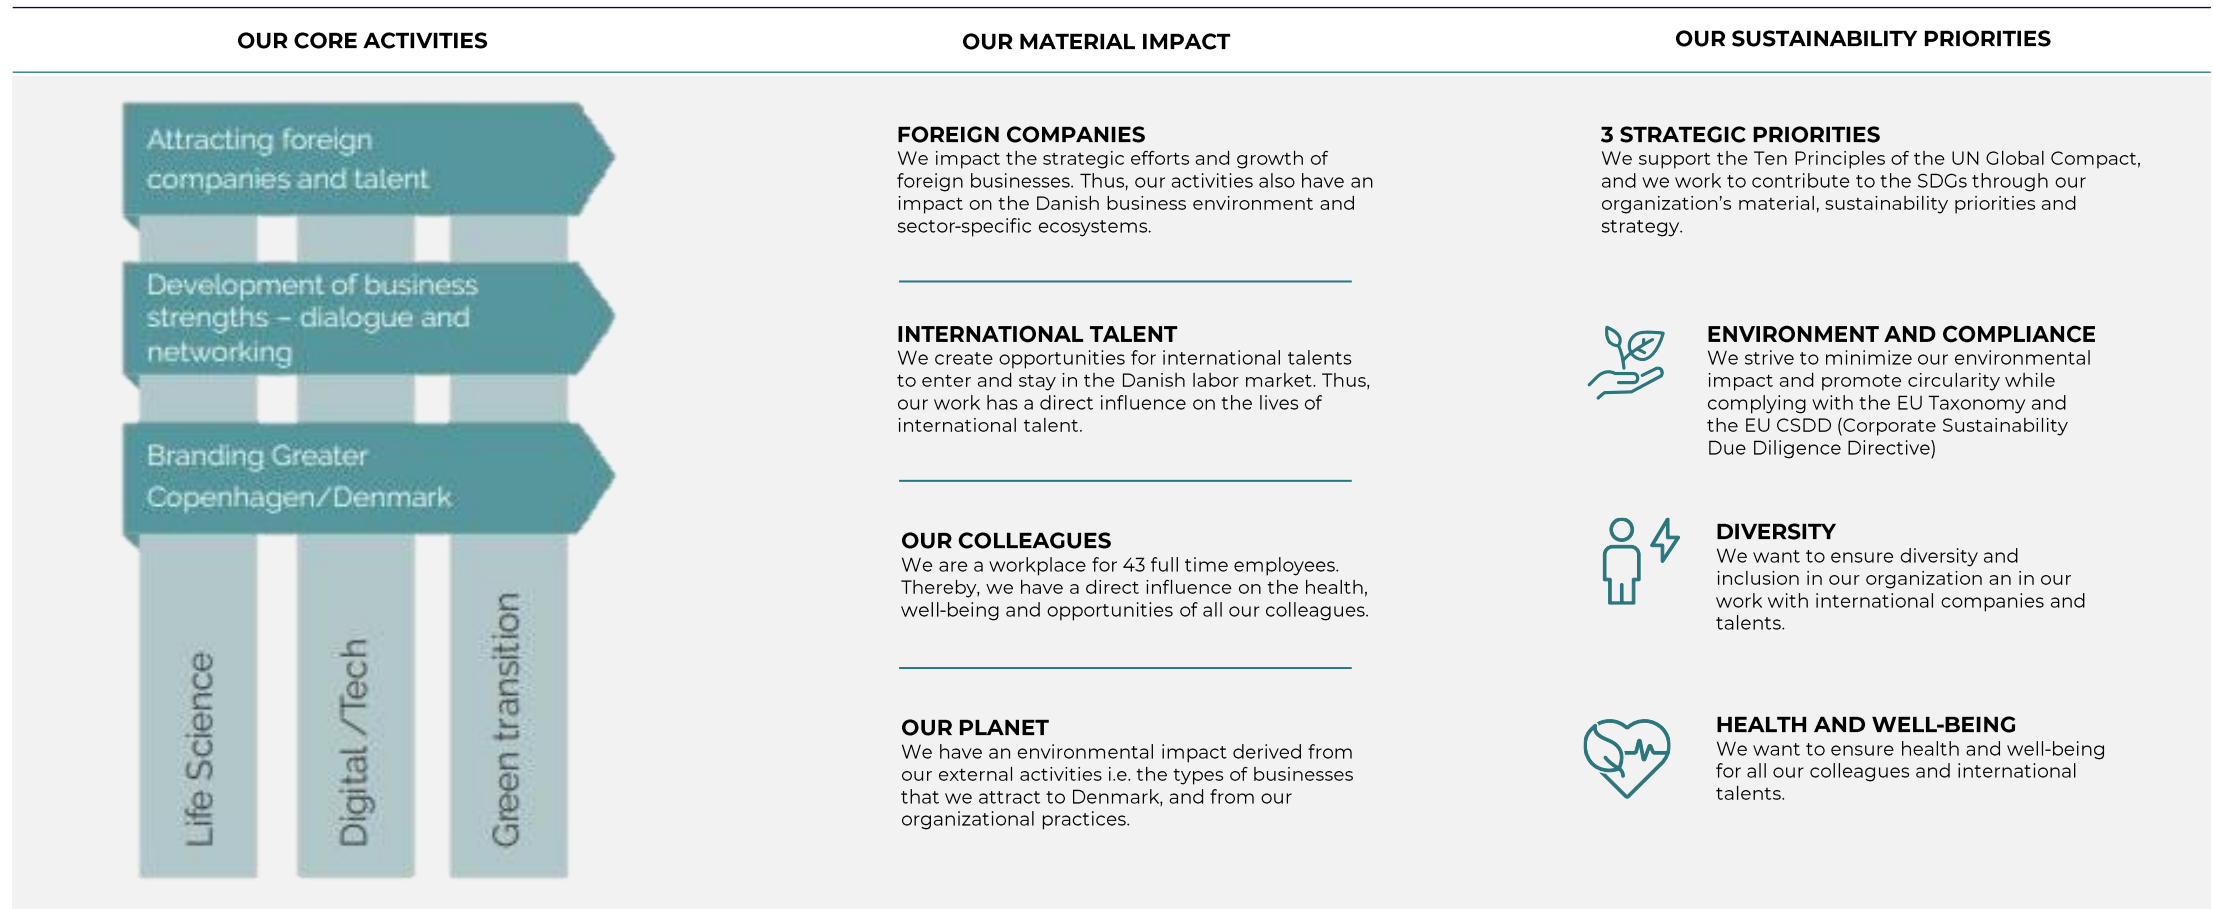 OUR CORE ACTIVITIES
Attracting foreign
companies and talent
Development of business
strengths – dialogue and
networking
Branding Greater
Copenhagen/Denmark
Life Science
Digital /Tech
Green transition
OUR MATERIAL IMPACT
FOREIGN COMPANIES
We impact the strategic efforts and growth of
foreign businesses. Thus, our activities also have an
impact on the Danish business environment and
sector-specific ecosystems.
INTERNATIONAL TALENT
We create opportunities for international talents
to enter and stay in the Danish labor market. Thus,
our work has a direct influence on the lives of
international talent.
OUR COLLEAGUES
We are a workplace for 43 full time employees.
Thereby, we have a direct influence on the health,
well-being and opportunities of all our colleagues.
OUR PLANET
We have an environmental impact derived from
our external activities i.e. the types of businesses
that we attract to Denmark, and from our
organizational practices.
OUR SUSTAINABILITY PRIORITIES
3 STRATEGIC PRIORITIES
We support the Ten Principles of the UN Global Compact,
and we work to contribute to the SDGs through our
organization's material, sustainability priorities and
strategy.
ENVIRONMENT AND COMPLIANCE
We strive to minimize our environmental
impact and promote circularity while
complying with the EU Taxonomy and
the EU CSDD (Corporate Sustainability
Due Diligence Directive)
DIVERSITY
We want to ensure diversity and
inclusion in our organization an in our
work with international companies and
talents.
HEALTH AND WELL-BEING
We want to ensure health and well-being
for all our colleagues and international
talents.